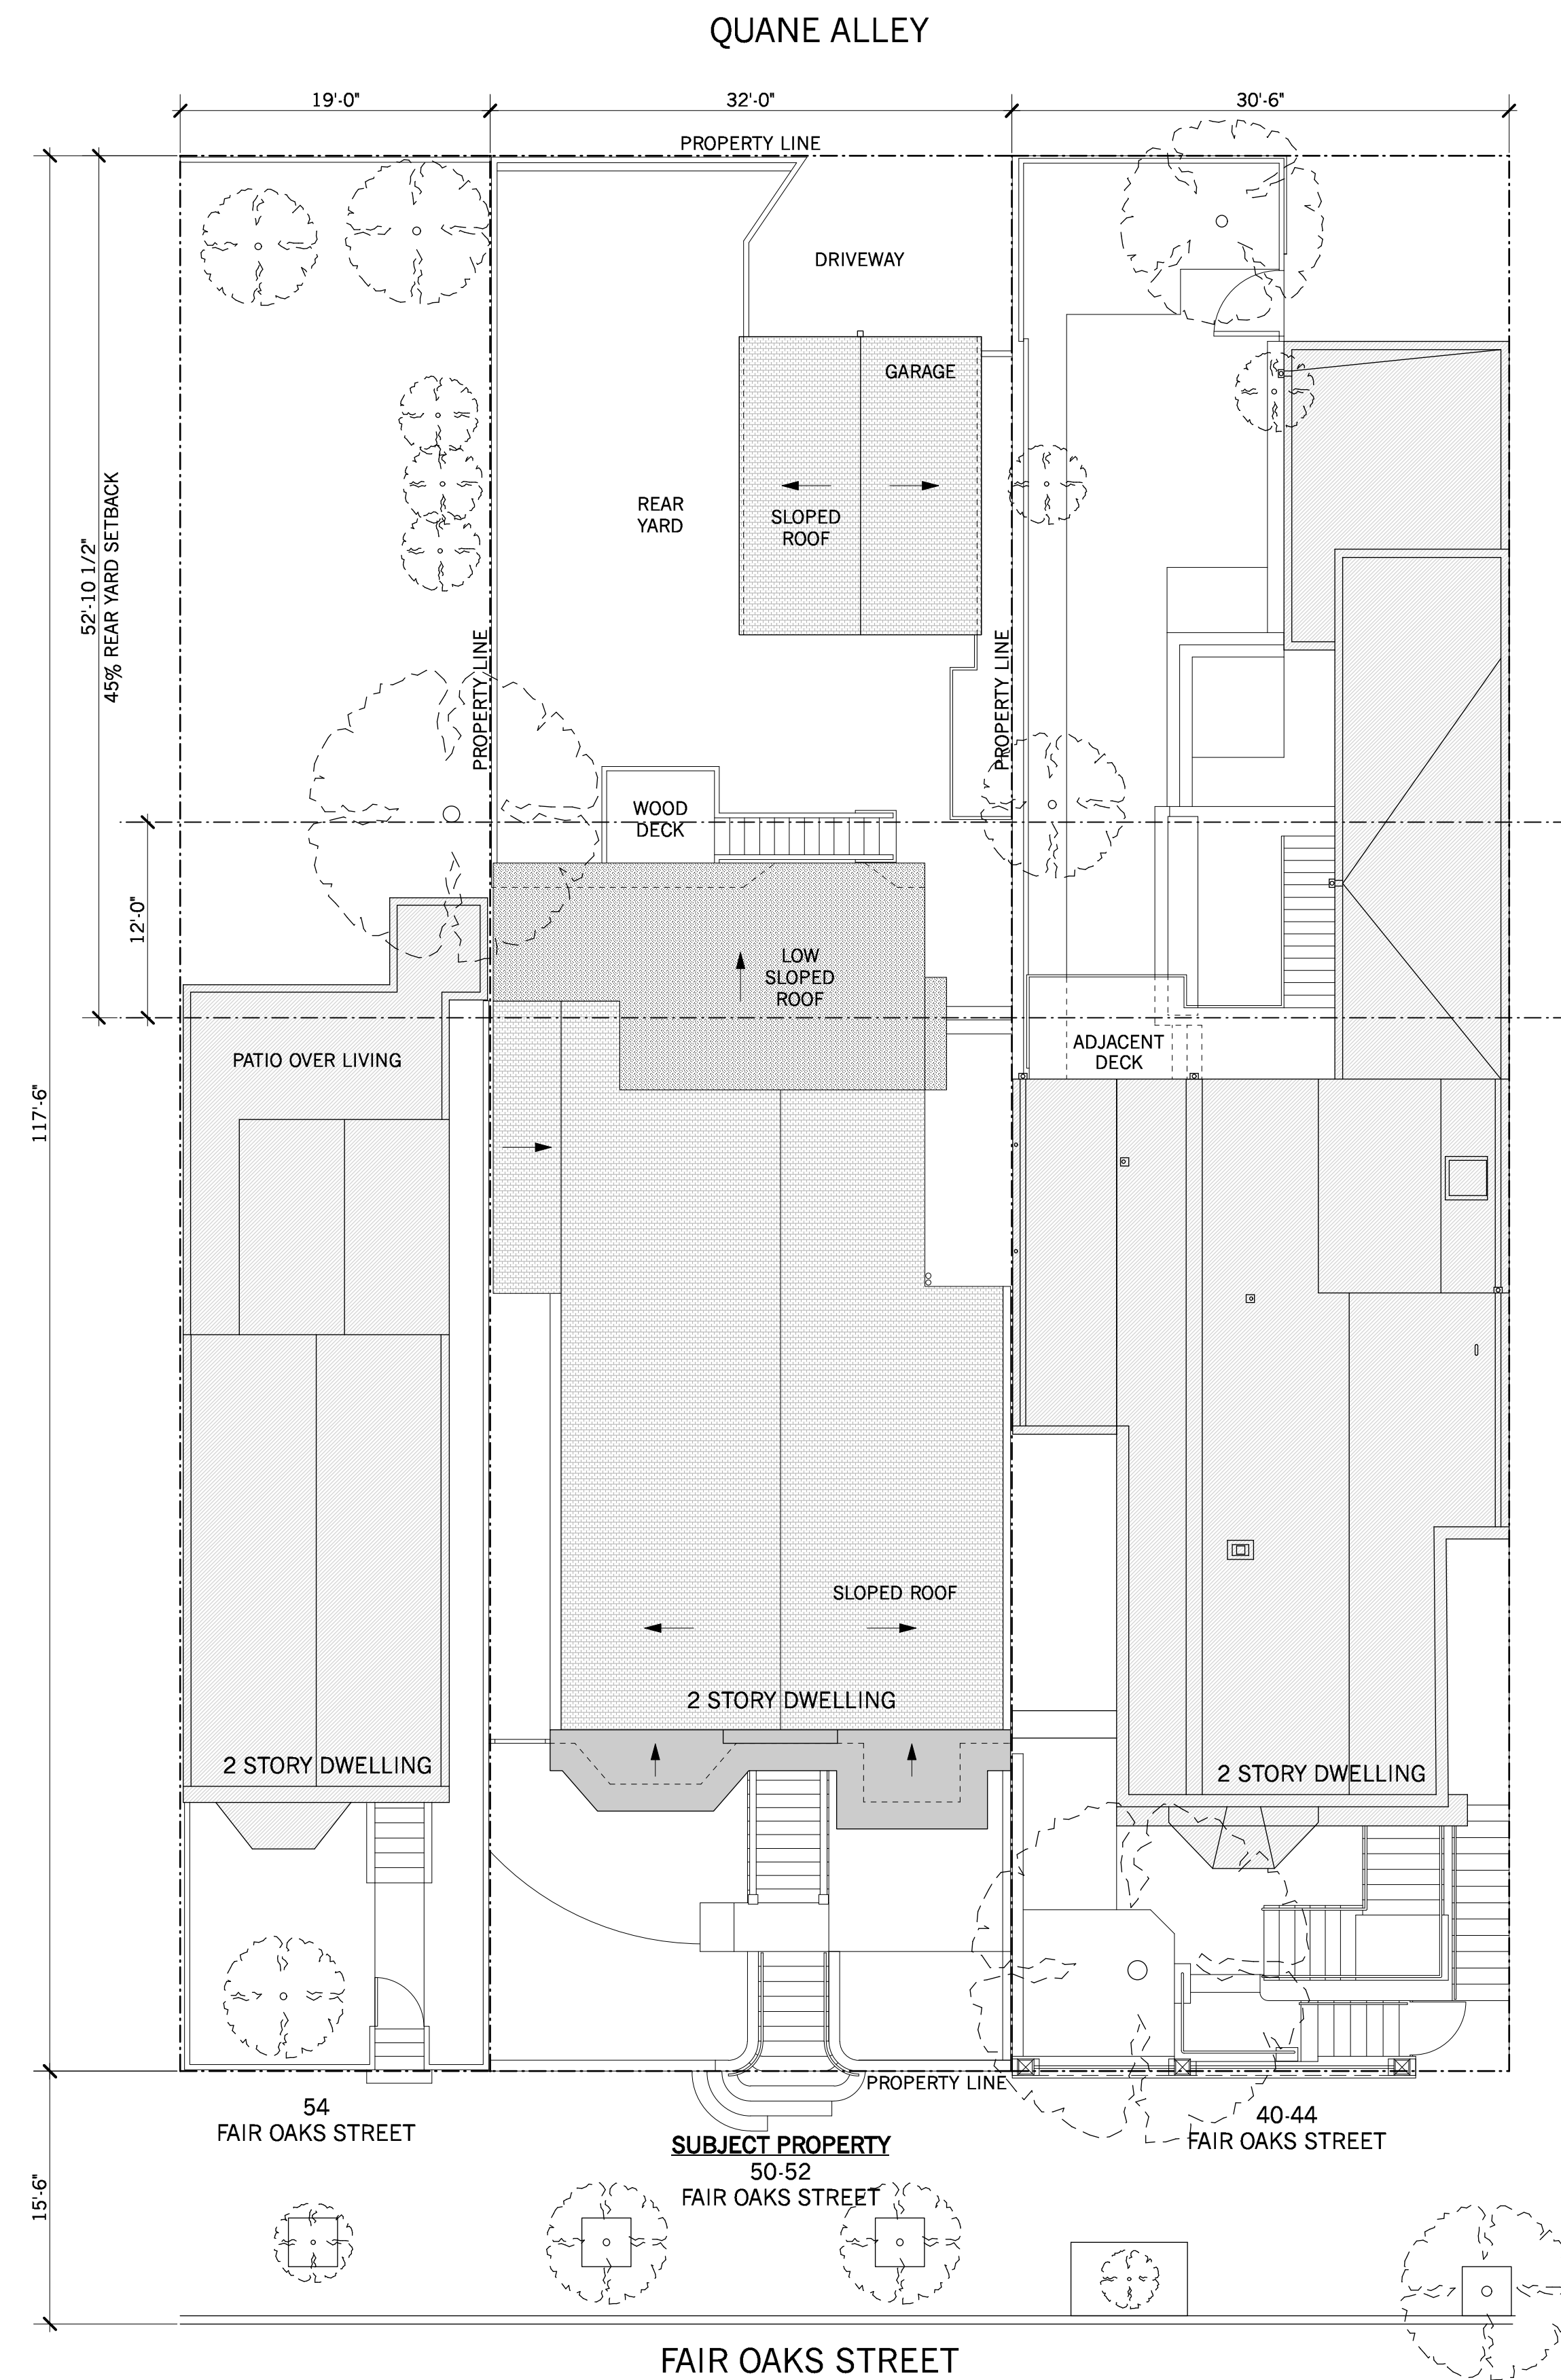 QUANE ALLEY
19'-0"
32'-0"
30'-6"
PROPERTY LINE
DRIVEWAY
GARAGE
REAR
YARD
SLOPED
ROOF
52'-10 1/2"
45% REAR YARD SETBACK
PROPERTY LINE
PROPERTY LINE
WOOD
DECK
12'-0"
LOW
SLOPED
ROOF
PATIO OVER LIVING
ADJACENT
DECK
117'-6"
SLOPED ROOF
2 STORY DWELLING
2 STORY DWELLING
2 STORY DWELLING
PROPERTY LINE
54
FAIR OAKS STREET
SUBJECT PROPERTY
50-52
FAIR OAKS STREET
40-44
FAIR OAKS STREET
15'-6"
FAIR OAKS STREET